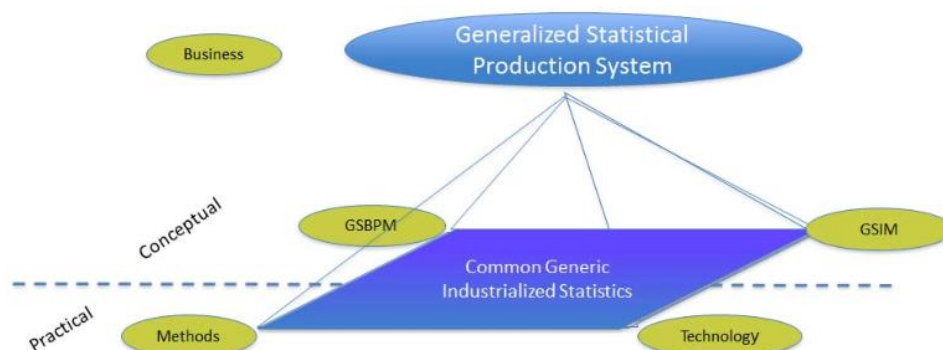 Generalized Statistical
Production System
Business
Conceptual
GSBPM
GSIM
Common Generic
Industrialized Statistics
Practical
Methods
Technology